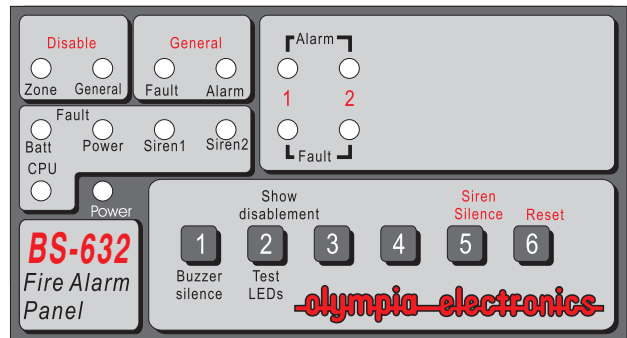 Disable
Zone General
General
Fault Alarm
Alarm
1 2
Fault
Fault
Batt Power Siren1 Siren2
CPU
Power
BS-632
Fire Alarm
Panel
Show
disablement
Siren
Silence
Reset
1 2 3 4 5 6
Buzzer
silence
Test
LEDs
olympia electronics